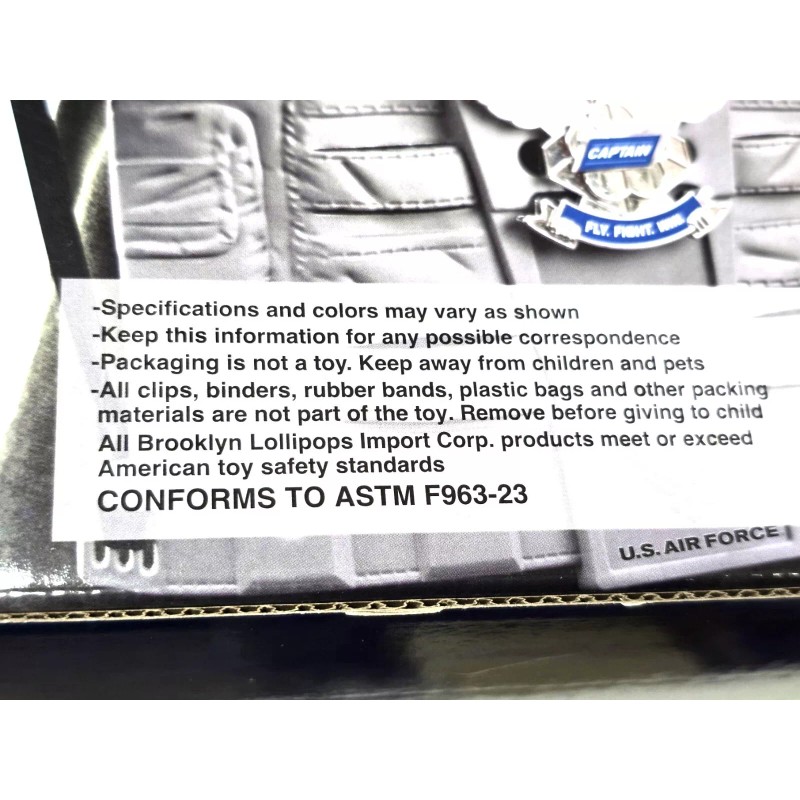 CAPTAIN
FLY. FIGHT. WIN.
-Specifications and colors may vary as shown
-Keep this information for any possible correspondence
-Packaging is not a toy. Keep away from children and pets
-All clips, binders, rubber bands, plastic bags and other packing
materials are not part of the toy. Remove before giving to child
All Brooklyn Lollipops Import Corp. products meet or exceed
American toy safety standards
CONFORMS TO ASTM F963-23
U.S. AIR FORCE